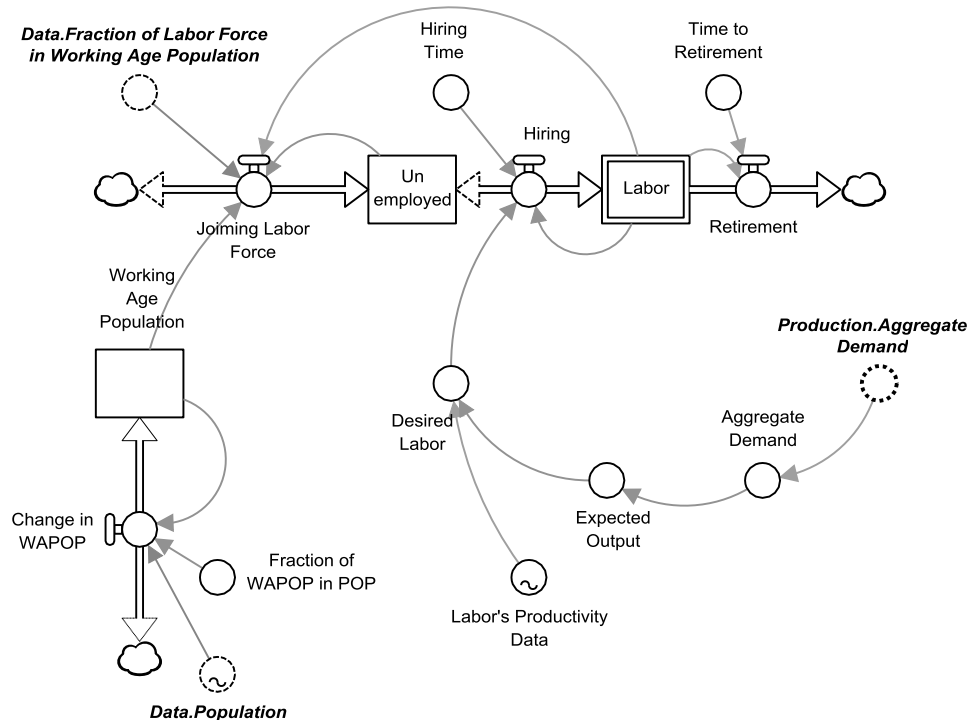 Data.Fraction of Labor Force
in Working Age Population
Hiring
Time
Time to
Retirement
Hiring
Un
employed
Labor
Joiming Labor
Force
Retirement
Working
Age
Population
Production.Aggregate
Demand
Desired
Labor
Aggregate
Demand
Change in
WAPOP
Expected
Output
Fraction of
WAPOP in POP
Labor's Productivity
Data
Data.Population